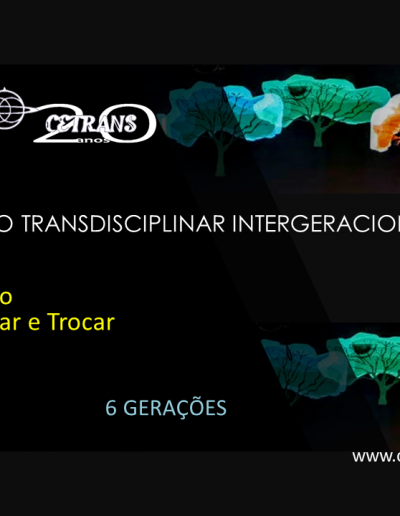 20
CETRANS
anos
O TRANSDISCIPLINAR INTERGERACIO
o
ar e Trocar
6 GERAÇÕES
www.